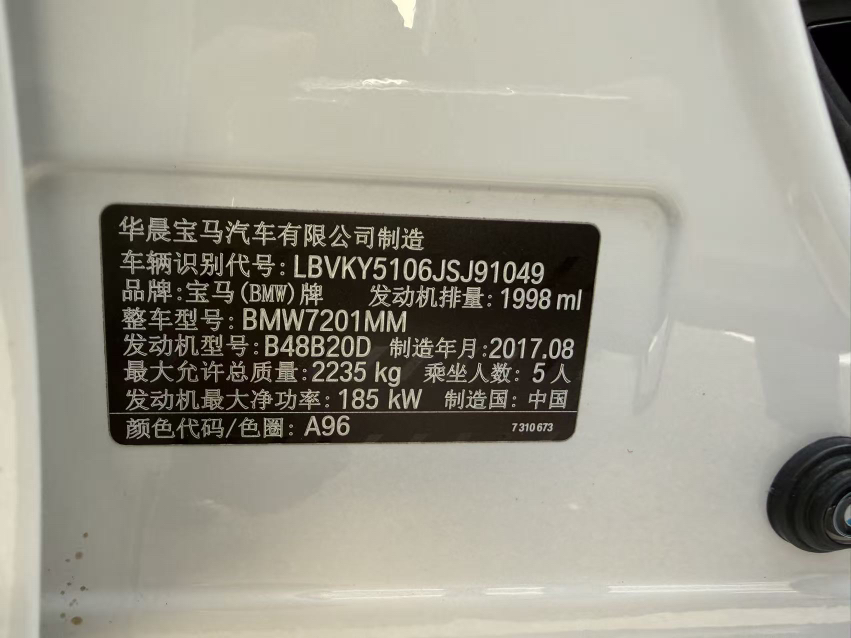 华晨宝马汽车有限公司制造
车辆识别代号: LBVKY5106JSJ91049
品牌: 宝马(BMW)牌 发动机排量: 1998 ml
整车型号: BMW7201MM
发动机型号: B48B20D 制造年月: 2017.08
最大允许总质量: 2235 kg 乘坐人数: 5人
发动机最大净功率: 185 kW 制造国: 中国
颜色代码/色圈: A96 7 310 673